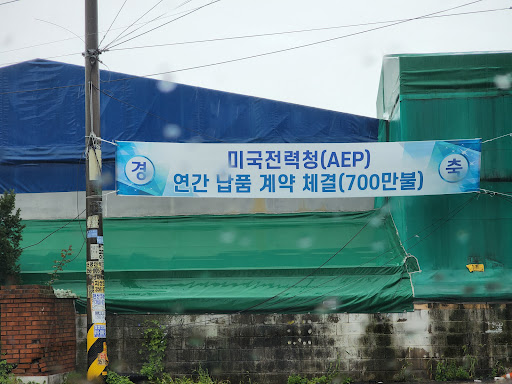 경 축
미국전력청(AEP)
연간 납품 계약 체결(700만불)